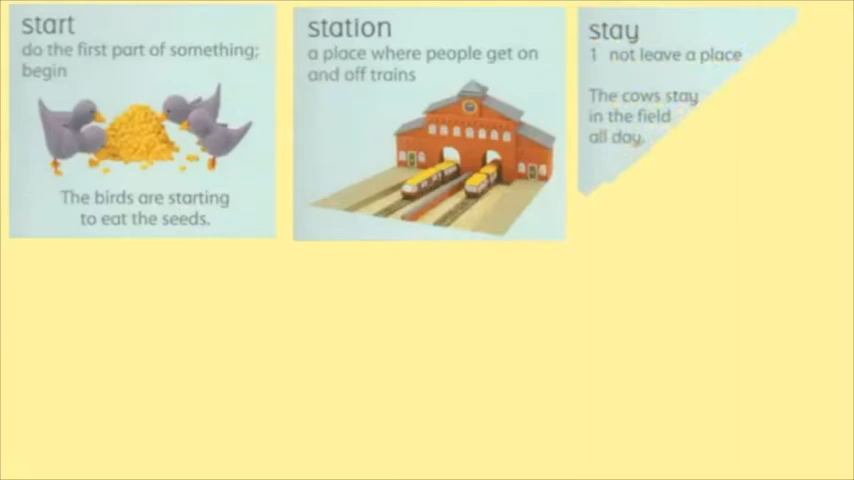 start
do the first part of something;
begin
The birds are starting
to eat the seeds.
station
a place where people get on
and off trains
stay
1 not leave a place
The cows stay
in the field
all day.